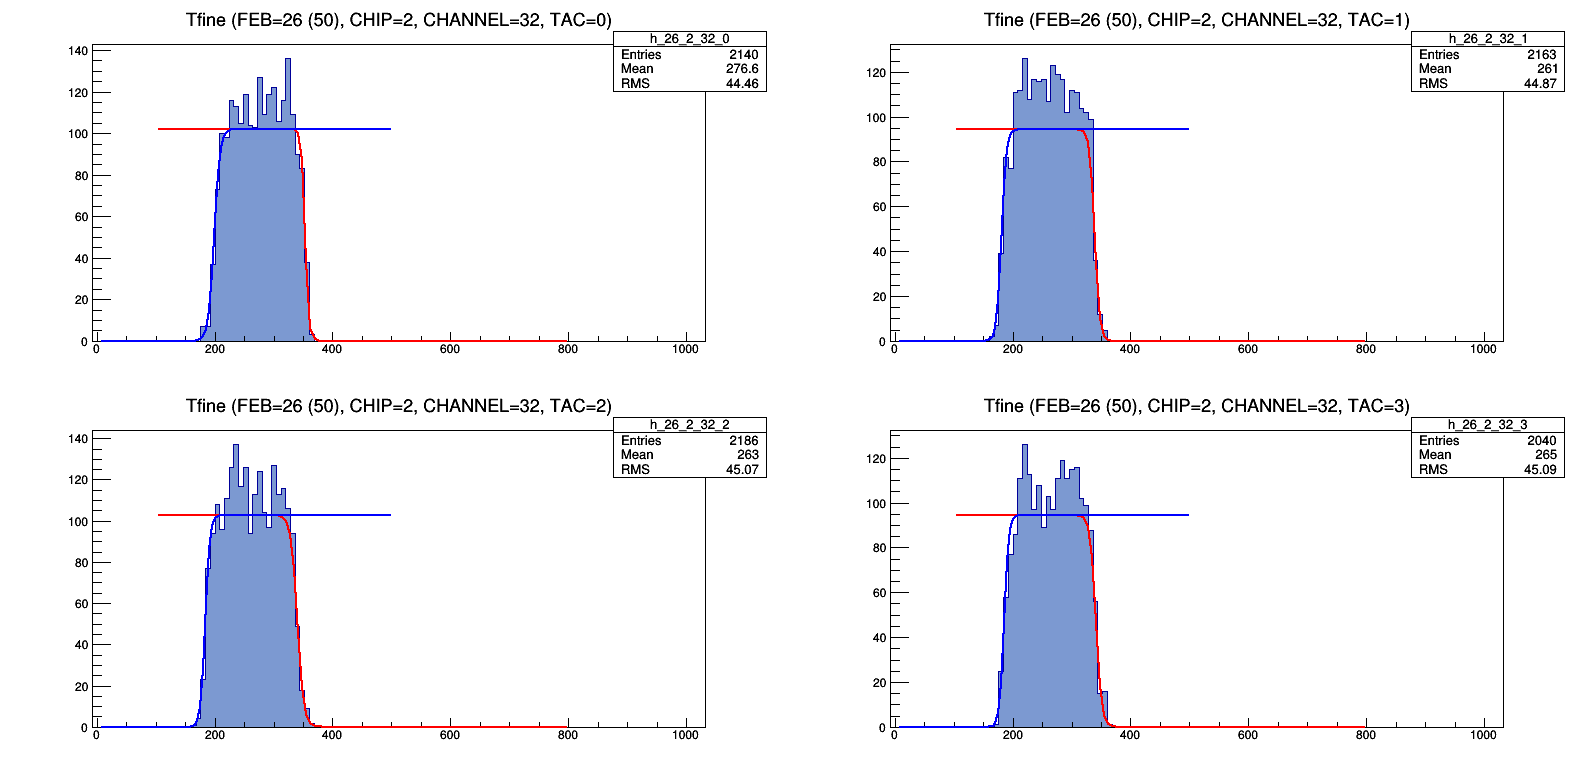 Tfine (FEB=26 (50), CHIP=2, CHANNEL=32, TAC=0)
h_26_2_32_0
Entries 2140
Mean 276.6
RMS 44.46
140
120
100
80
60
40
20
0
0 200 400 600 800 1000
Tfine (FEB=26 (50), CHIP=2, CHANNEL=32, TAC=1)
h_26_2_32_1
Entries 2163
Mean 261
RMS 44.87
120
100
80
60
40
20
0
0 200 400 600 800 1000
Tfine (FEB=26 (50), CHIP=2, CHANNEL=32, TAC=2)
h_26_2_32_2
Entries 2186
Mean 263
RMS 45.07
140
120
100
80
60
40
20
0
0 200 400 600 800 1000
Tfine (FEB=26 (50), CHIP=2, CHANNEL=32, TAC=3)
h_26_2_32_3
Entries 2040
Mean 265
RMS 45.09
120
100
80
60
40
20
0
0 200 400 600 800 1000